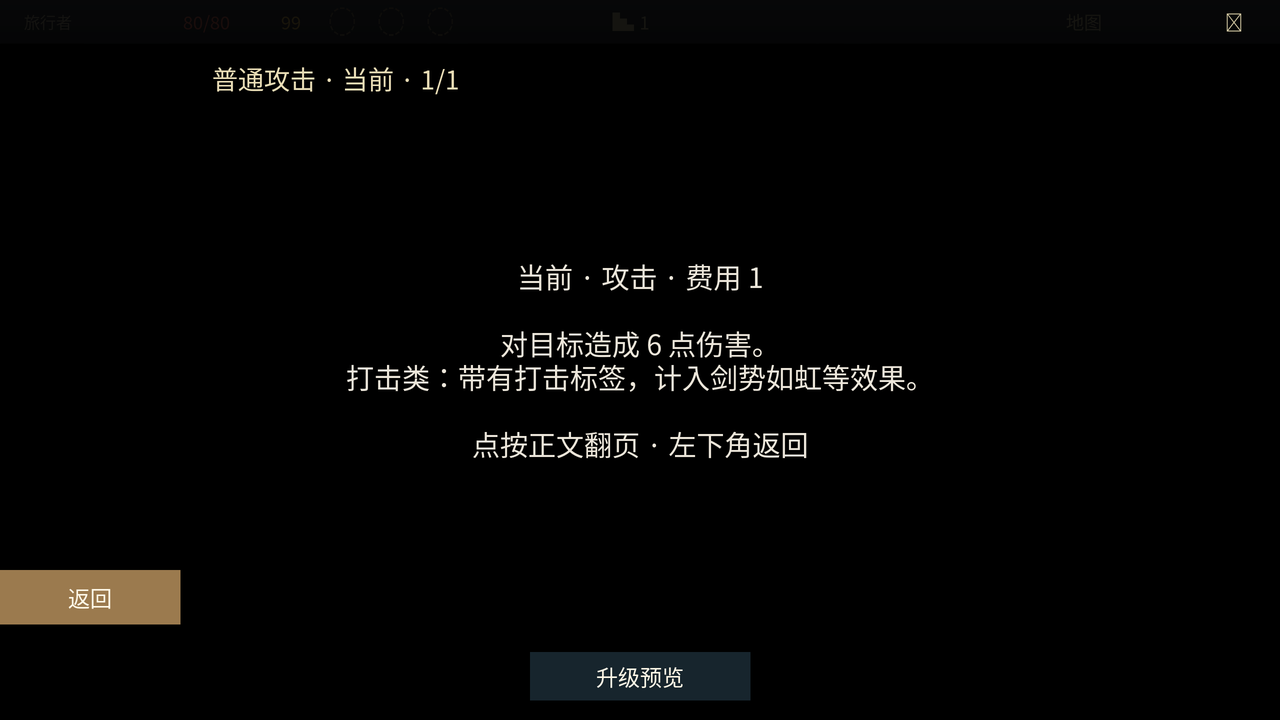 旅行者 80/80 99 1 地图
普通攻击 · 当前 · 1/1
当前 · 攻击 · 费用 1
对目标造成 6 点伤害。
打击类：带有打击标签，计入剑势如虹等效果。
点按正文翻页 · 左下角返回
返回
升级预览